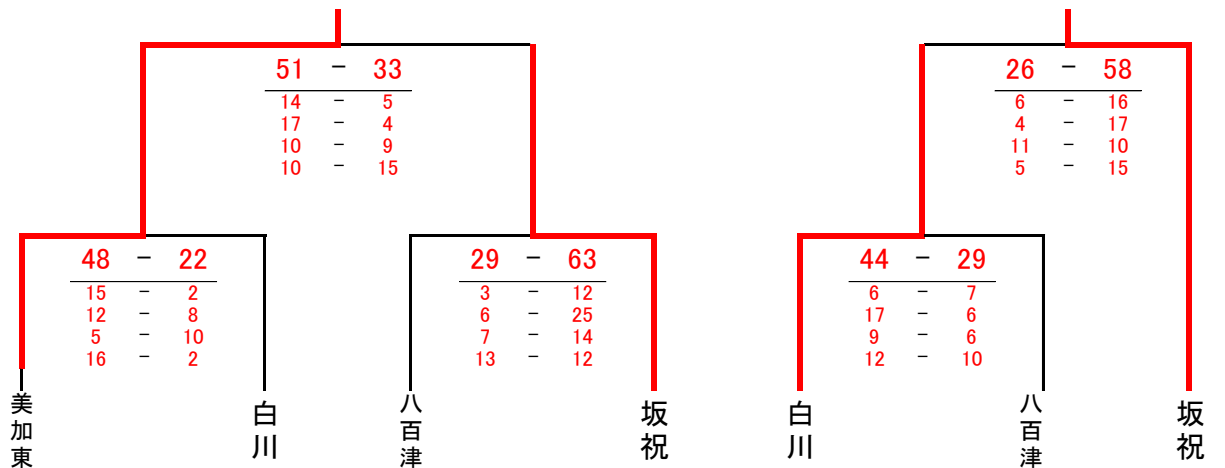 51 － 33
14 － 5
17 － 4
10 － 9
10 － 15
26 － 58
6 － 16
4 － 17
11 － 10
5 － 15
48 － 22
15 － 2
12 － 8
5 － 10
16 － 2
29 － 63
3 － 12
6 － 25
7 － 14
13 － 12
44 － 29
6 － 7
17 － 6
9 － 6
12 － 10
美加東
白川
八百津
坂祝
白川
八百津
坂祝